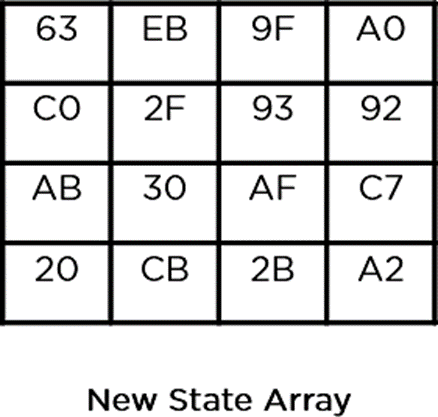 63 EB 9F A0
C0 2F 93 92
AB 30 AF C7
20 CB 2B A2
New State Array